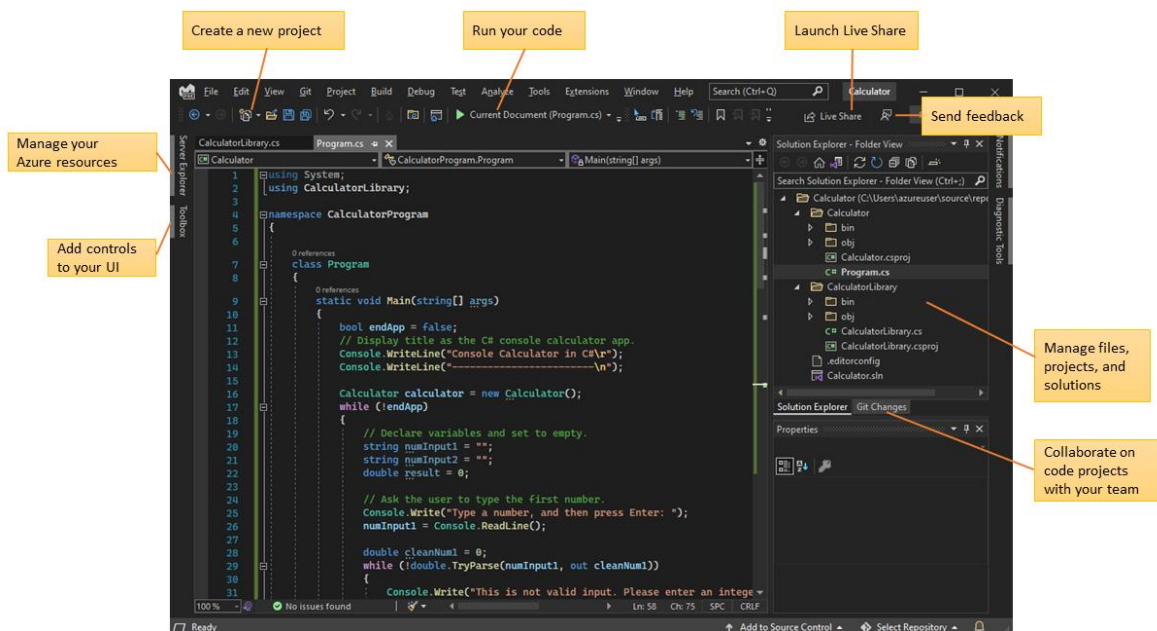 Create a new project
Run your code
Launch Live Share
File Edit View Git Project Build Debug Test Analyze Tools Extensions Window Help Search (Ctrl+Q) Calculator
Current Document (Program.cs) Live Share
Send feedback
Manage your
Azure resources
Add controls
to your UI
Server Explorer
Toolbox
CalculatorLibrary.cs Program.cs
Calculator CalculatorProgram.Program Main(string[] args)
1 using System;
2 using CalculatorLibrary;
3
4 namespace CalculatorProgram
5 {
6
0 references
7 class Program
8 {
0 references
9 static void Main(string[] args)
10 {
11 bool endApp = false;
12 // Display title as the C# console calculator app.
13 Console.WriteLine("Console Calculator in C#\r");
14 Console.WriteLine("------------------------\n");
15
16 Calculator calculator = new Calculator();
17 while (!endApp)
18 {
19 // Declare variables and set to empty.
20 string numInput1 = "";
21 string numInput2 = "";
22 double result = 0;
23
24 // Ask the user to type the first number.
25 Console.Write("Type a number, and then press Enter: ");
26 numInput1 = Console.ReadLine();
27
28 double cleanNum1 = 0;
29 while (!double.TryParse(numInput1, out cleanNum1))
30 {
31 Console.Write("This is not valid input. Please enter an intege
100 % No issues found Ln: 58 Ch: 75 SPC CRLF
Solution Explorer - Folder View
Search Solution Explorer - Folder View (Ctrl+;)
Calculator (C:\Users\azureuser\source\repo
Calculator
bin
obj
Calculator.csproj
C# Program.cs
CalculatorLibrary
bin
obj
C# CalculatorLibrary.cs
CalculatorLibrary.csproj
.editorconfig
Calculator.sln
Solution Explorer Git Changes
Properties
Notifications
Diagnostic Tools
Manage files,
projects, and
solutions
Collaborate on
code projects
with your team
Ready Add to Source Control Select Repository